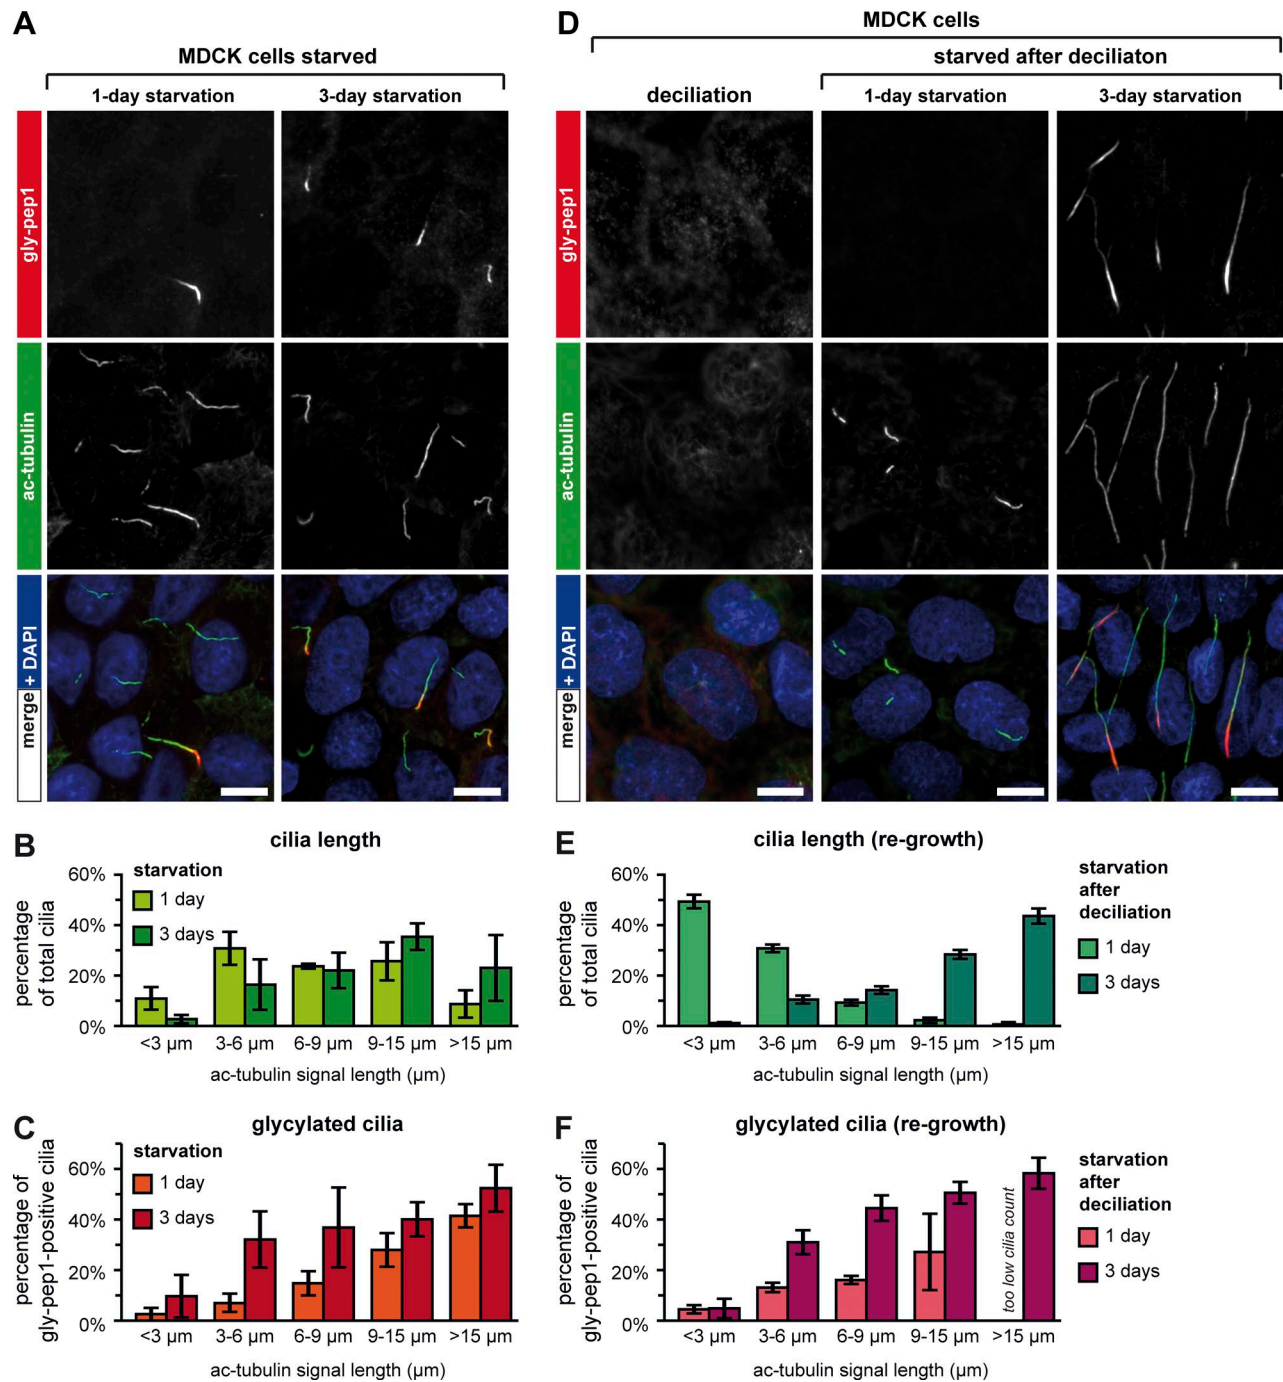 A
MDCK cells starved
1-day starvation
3-day starvation
gly-pep1
ac-tubulin
merge + DAPI
D
MDCK cells
starved after deciliaton
deciliation
1-day starvation
3-day starvation
gly-pep1
ac-tubulin
merge + DAPI
B
cilia length
starvation
1 day
3 days
percentage
of total cilia
60%
40%
20%
0%
<3 µm
3-6 µm
6-9 µm
9-15 µm
>15 µm
ac-tubulin signal length (µm)
E
cilia length (re-growth)
starvation
after
deciliation
1 day
3 days
percentage
of total cilia
60%
40%
20%
0%
<3 µm
3-6 µm
6-9 µm
9-15 µm
>15 µm
ac-tubulin signal length (µm)
C
glycylated cilia
starvation
1 day
3 days
percentage of
gly-pep1-positive cilia
60%
40%
20%
0%
<3 µm
3-6 µm
6-9 µm
9-15 µm
>15 µm
ac-tubulin signal length (µm)
F
glycylated cilia (re-growth)
starvation
after
deciliation
1 day
3 days
percentage of
gly-pep1-positive cilia
60%
40%
20%
0%
too low cilia count
<3 µm
3-6 µm
6-9 µm
9-15 µm
>15 µm
ac-tubulin signal length (µm)